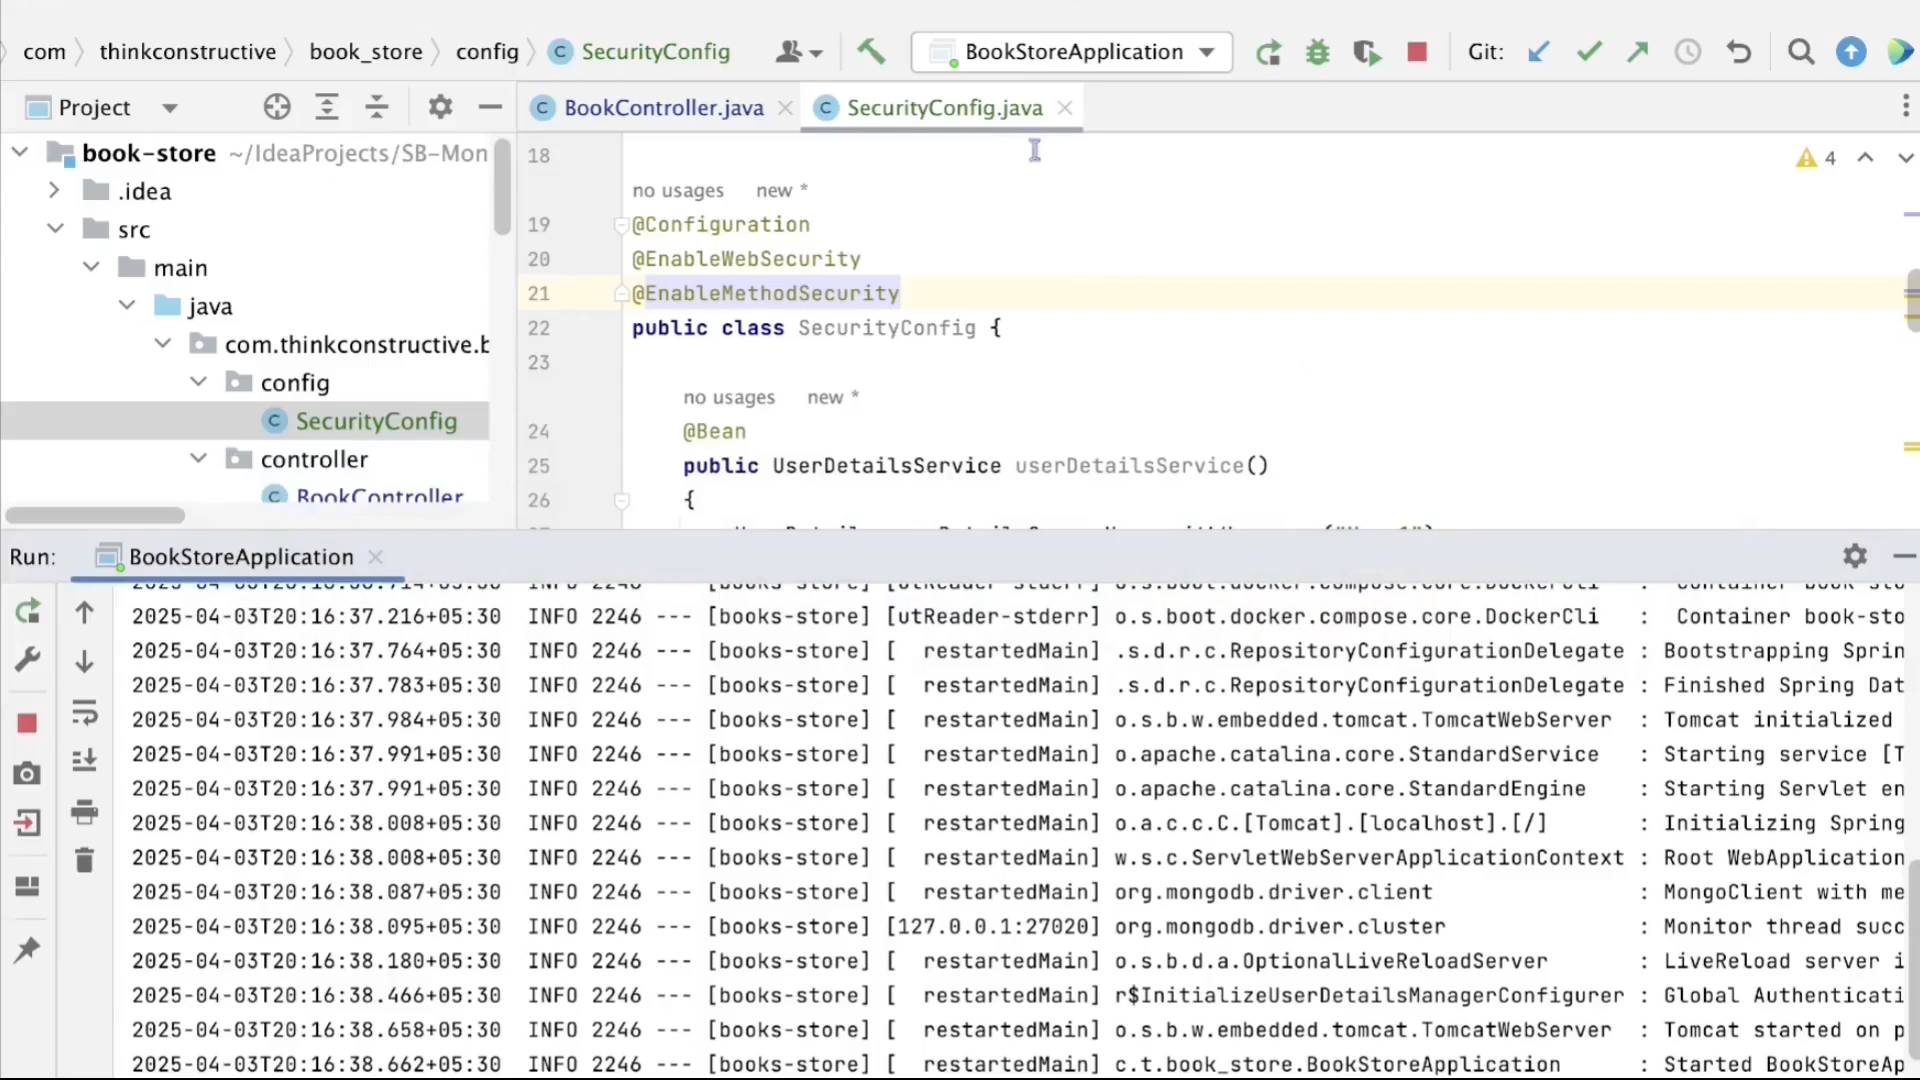 com thinkconstructive book_store config SecurityConfig BookStoreApplication Git:
Project
BookController.java SecurityConfig.java
book-store ~/IdeaProjects/SB-Mon
.idea
src
main
java
com.thinkconstructive.b
config
SecurityConfig
controller
BookController
4
18
no usages new *
19 @Configuration
20 @EnableWebSecurity
21 @EnableMethodSecurity
22 public class SecurityConfig {
23
no usages new *
24 @Bean
25 public UserDetailsService userDetailsService()
26 {
Run: BookStoreApplication
2025-04-03T20:16:37.216+05:30 INFO 2246 --- [books-store] [utReader-stderr] o.s.boot.docker.compose.core.DockerCli : Container book-sto
2025-04-03T20:16:37.764+05:30 INFO 2246 --- [books-store] [ restartedMain] .s.d.r.c.RepositoryConfigurationDelegate : Bootstrapping Sprin
2025-04-03T20:16:37.783+05:30 INFO 2246 --- [books-store] [ restartedMain] .s.d.r.c.RepositoryConfigurationDelegate : Finished Spring Dat
2025-04-03T20:16:37.984+05:30 INFO 2246 --- [books-store] [ restartedMain] o.s.b.w.embedded.tomcat.TomcatWebServer : Tomcat initialized
2025-04-03T20:16:37.991+05:30 INFO 2246 --- [books-store] [ restartedMain] o.apache.catalina.core.StandardService : Starting service [T
2025-04-03T20:16:37.991+05:30 INFO 2246 --- [books-store] [ restartedMain] o.apache.catalina.core.StandardEngine : Starting Servlet en
2025-04-03T20:16:38.008+05:30 INFO 2246 --- [books-store] [ restartedMain] o.a.c.c.C.[Tomcat].[localhost].[/] : Initializing Spring
2025-04-03T20:16:38.008+05:30 INFO 2246 --- [books-store] [ restartedMain] w.s.c.ServletWebServerApplicationContext : Root WebApplication
2025-04-03T20:16:38.087+05:30 INFO 2246 --- [books-store] [ restartedMain] org.mongodb.driver.client : MongoClient with me
2025-04-03T20:16:38.095+05:30 INFO 2246 --- [books-store] [127.0.0.1:27020] org.mongodb.driver.cluster : Monitor thread succ
2025-04-03T20:16:38.180+05:30 INFO 2246 --- [books-store] [ restartedMain] o.s.b.d.a.OptionalLiveReloadServer : LiveReload server i
2025-04-03T20:16:38.466+05:30 INFO 2246 --- [books-store] [ restartedMain] r$InitializeUserDetailsManagerConfigurer : Global Authenticati
2025-04-03T20:16:38.658+05:30 INFO 2246 --- [books-store] [ restartedMain] o.s.b.w.embedded.tomcat.TomcatWebServer : Tomcat started on p
2025-04-03T20:16:38.662+05:30 INFO 2246 --- [books-store] [ restartedMain] c.t.book_store.BookStoreApplication : Started BookStoreAp